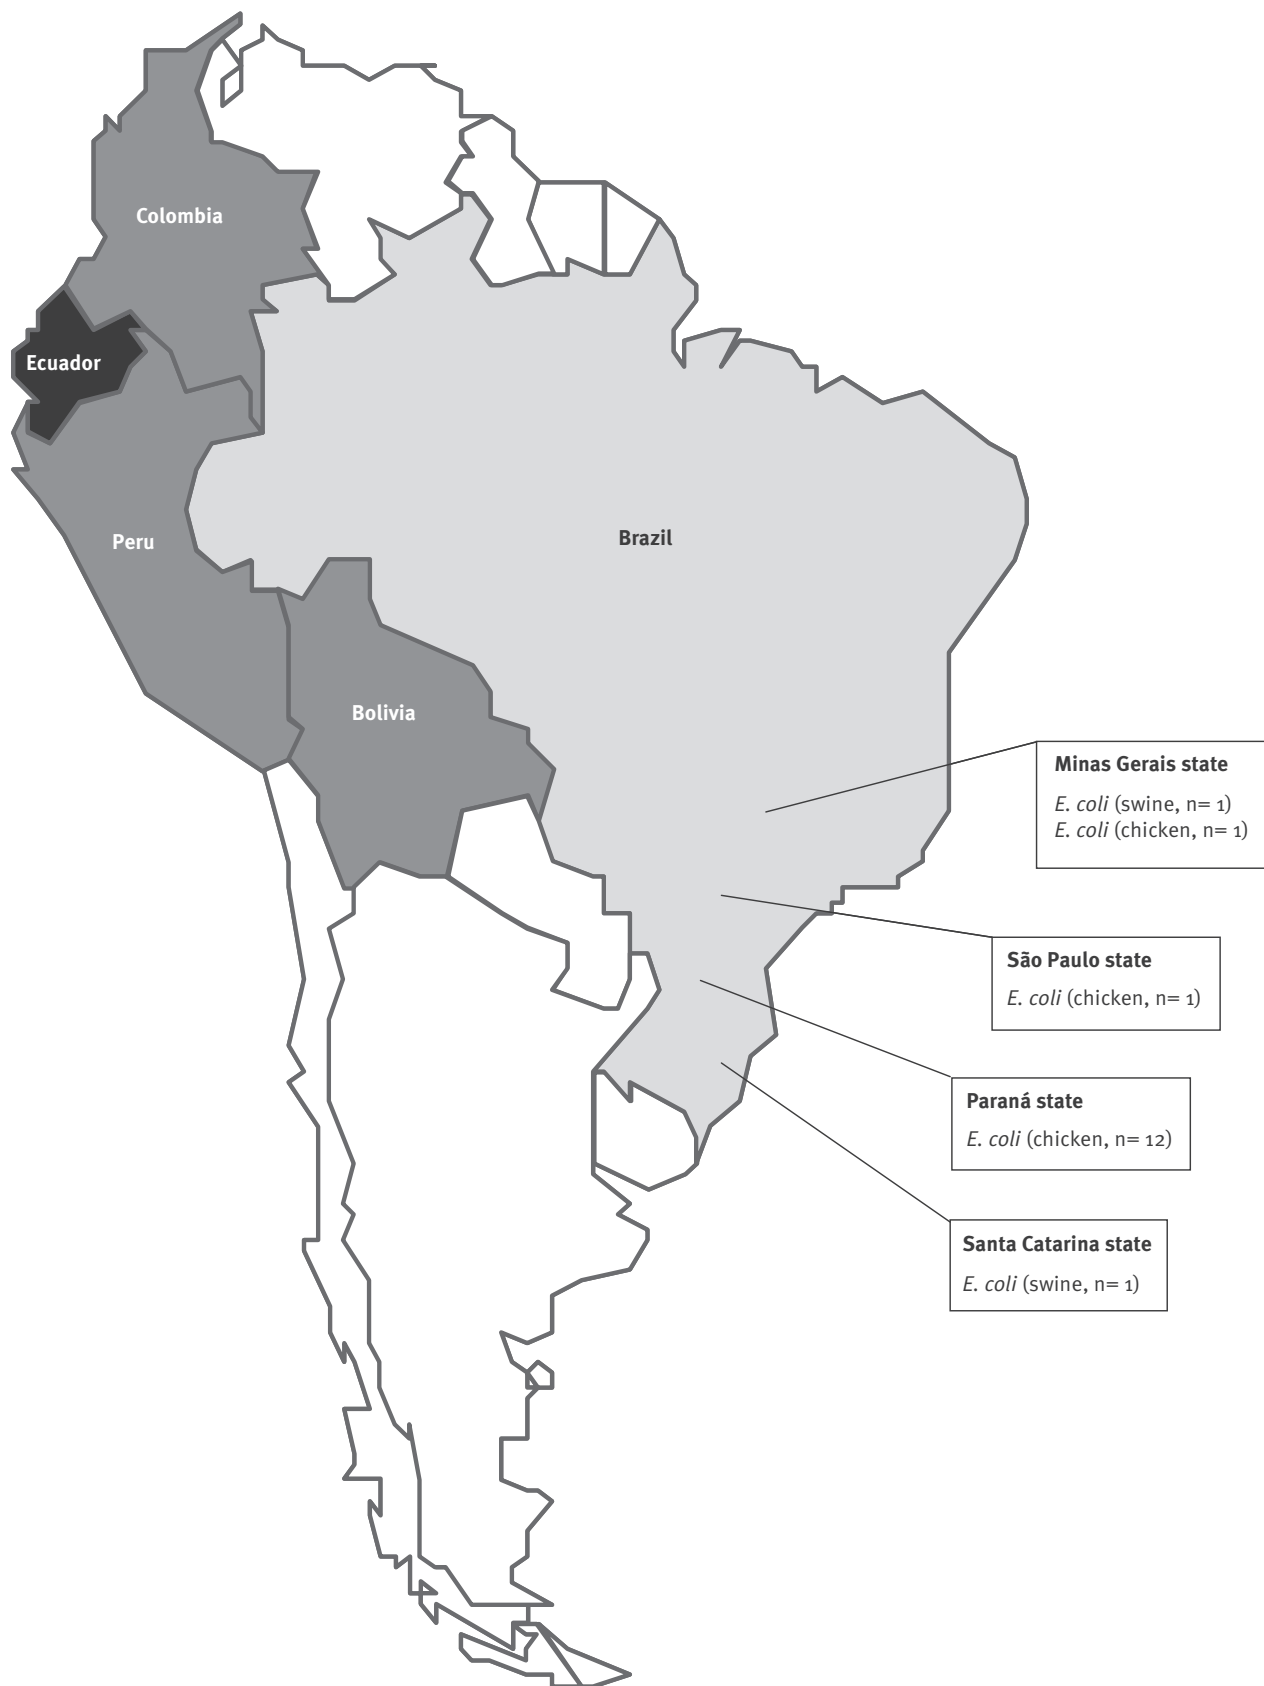 Colombia
Ecuador
Peru
Brazil
Bolivia
Minas Gerais state
E. coli (swine, n= 1)
E. coli (chicken, n= 1)
São Paulo state
E. coli (chicken, n= 1)
Paraná state
E. coli (chicken, n= 12)
Santa Catarina state
E. coli (swine, n= 1)